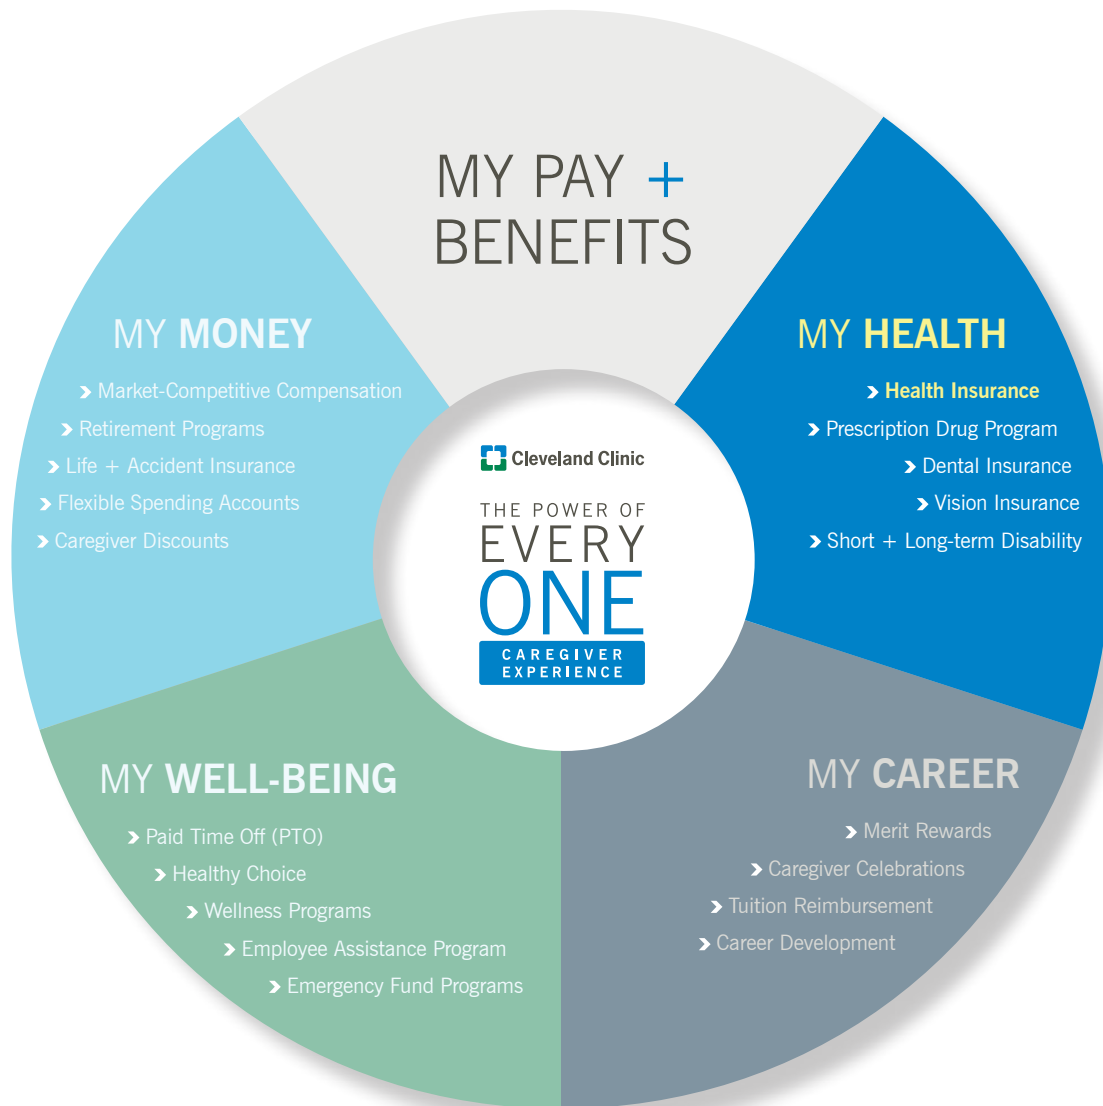 MY PAY +
BENEFITS
MY MONEY
› Market-Competitive Compensation
› Retirement Programs
› Life + Accident Insurance
› Flexible Spending Accounts
› Caregiver Discounts
MY HEALTH
› Health Insurance
› Prescription Drug Program
› Dental Insurance
› Vision Insurance
› Short + Long-term Disability
Cleveland Clinic
THE POWER OF
EVERY
ONE
CAREGIVER
EXPERIENCE
MY WELL-BEING
› Paid Time Off (PTO)
› Healthy Choice
› Wellness Programs
› Employee Assistance Program
› Emergency Fund Programs
MY CAREER
› Merit Rewards
› Caregiver Celebrations
› Tuition Reimbursement
› Career Development